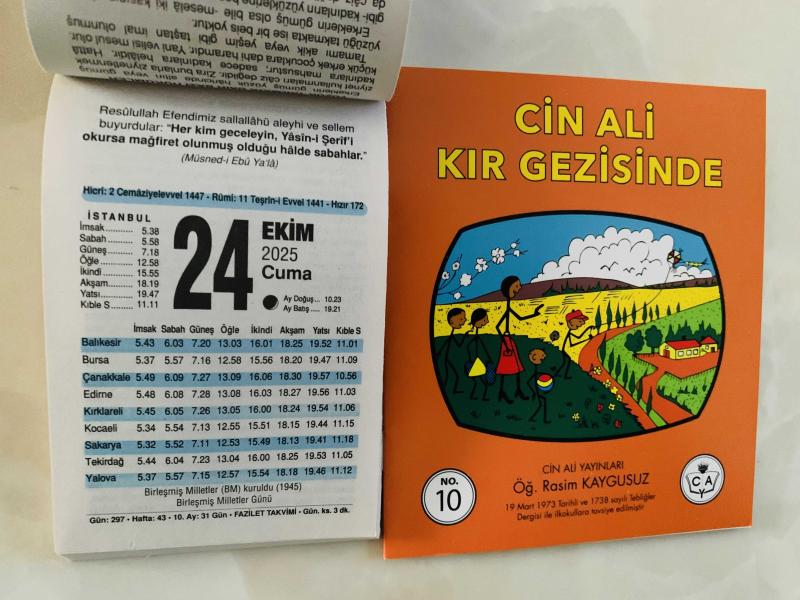 Resûlullah Efendimiz sallallâhü aleyhi ve sellem
buyurdular: "Her kim geceleyin, Yâsîn-i Şerîf'i
okursa mağfiret olunmuş olduğu hâlde sabahlar."
(Müsned-i Ebû Ya'lâ)
Hicrî: 2 Cemâziyelevvel 1447 - Rûmi: 11 Teşrîn-i Evvel 1441 - Hızır 172
İSTANBUL
İmsak........... 5.38
Sabah.......... 5.58
Güneş.......... 7.18
Öğle............ 12.58
İkindi........... 15.55
Akşam......... 18.19
Yatsı............ 19.47
Kıble S......... 11.11
24
EKİM
2025
Cuma
Ay Doğuş... 10.23
Ay Batış..... 19.21
İmsak Sabah Güneş Öğle İkindi Akşam Yatsı Kıble S
Balıkesir 5.43 6.03 7.20 13.03 16.01 18.25 19.52 11.01
Bursa 5.37 5.57 7.16 12.58 15.56 18.20 19.47 11.09
Çanakkale 5.49 6.09 7.27 13.09 16.06 18.30 19.57 10.56
Edirne 5.48 6.08 7.28 13.08 16.03 18.27 19.56 11.03
Kırklareli 5.45 6.05 7.26 13.05 16.00 18.24 19.54 11.06
Kocaeli 5.34 5.54 7.13 12.55 15.51 18.15 19.44 11.15
Sakarya 5.32 5.52 7.11 12.53 15.49 18.13 19.41 11.18
Tekirdağ 5.44 6.04 7.23 13.04 16.00 18.25 19.53 11.05
Yalova 5.37 5.57 7.15 12.57 15.54 18.18 19.46 11.12
Birleşmiş Milletler (BM) kuruldu (1945)
Birleşmiş Milletler Günü
Gün: 297 - Hafta: 43 - 10. Ay: 31 Gün - FAZİLET TAKVİMİ - Gün. ks. 3 dk.
CİN ALİ
KIR GEZİSİNDE
NO.
10
CİN ALİ YAYINLARI
Öğ. Rasim KAYGUSUZ
19 Mart 1973 Tarihli ve 1738 sayılı Tebliğler
Dergisi ile ilkokullara tavsiye edilmiştir
C A
Y